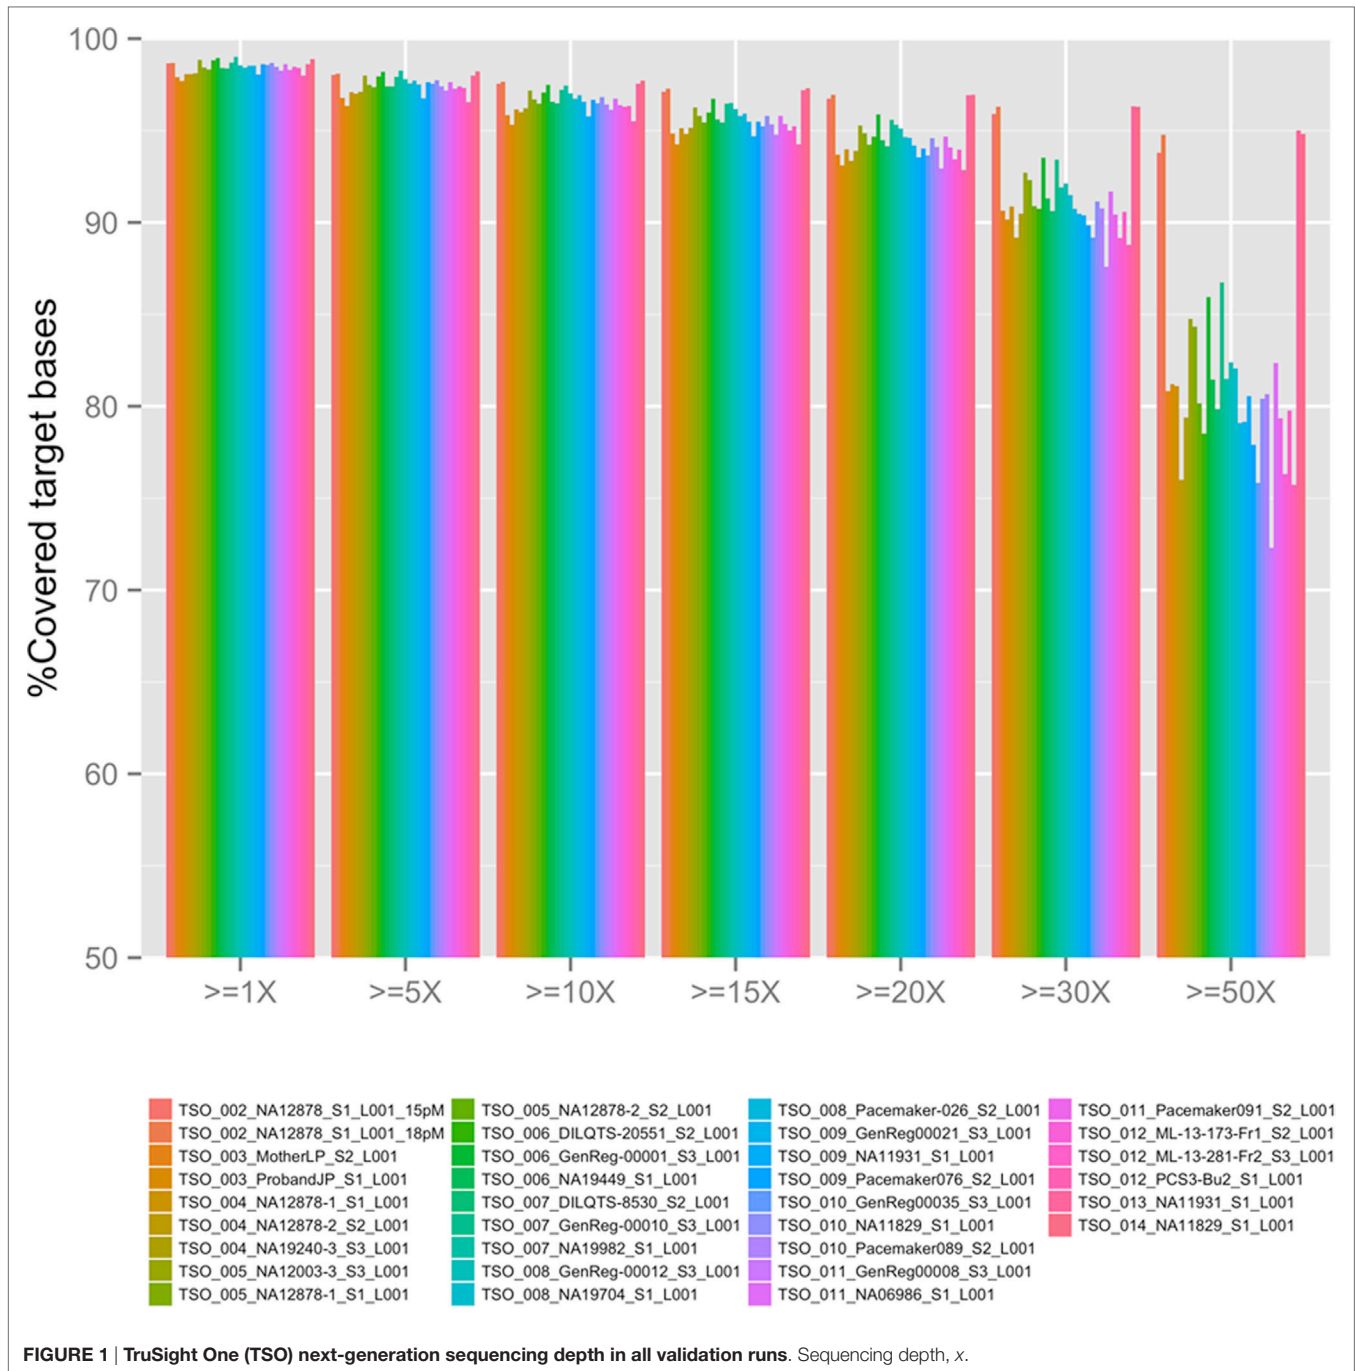 100
90
80
70
60
50
%Covered target bases
>=1X >=5X >=10X >=15X >=20X >=30X >=50X
TSO_002_NA12878_S1_L001_15pM
TSO_002_NA12878_S1_L001_18pM
TSO_003_MotherLP_S2_L001
TSO_003_ProbandJP_S1_L001
TSO_004_NA12878-1_S1_L001
TSO_004_NA12878-2_S2_L001
TSO_004_NA19240-3_S3_L001
TSO_005_NA12003-3_S3_L001
TSO_005_NA12878-1_S1_L001
TSO_005_NA12878-2_S2_L001
TSO_006_DILQTS-20551_S2_L001
TSO_006_GenReg-00001_S3_L001
TSO_006_NA19449_S1_L001
TSO_007_DILQTS-8530_S2_L001
TSO_007_GenReg-00010_S3_L001
TSO_007_NA19982_S1_L001
TSO_008_GenReg-00012_S3_L001
TSO_008_NA19704_S1_L001
TSO_008_Pacemaker-026_S2_L001
TSO_009_GenReg00021_S3_L001
TSO_009_NA11931_S1_L001
TSO_009_Pacemaker076_S2_L001
TSO_010_GenReg00035_S3_L001
TSO_010_NA11829_S1_L001
TSO_010_Pacemaker089_S2_L001
TSO_011_GenReg00008_S3_L001
TSO_011_NA06986_S1_L001
TSO_011_Pacemaker091_S2_L001
TSO_012_ML-13-173-Fr1_S2_L001
TSO_012_ML-13-281-Fr2_S3_L001
TSO_012_PCS3-Bu2_S1_L001
TSO_013_NA11931_S1_L001
TSO_014_NA11829_S1_L001
FIGURE 1 | TruSight One (TSO) next-generation sequencing depth in all validation runs. Sequencing depth, x.